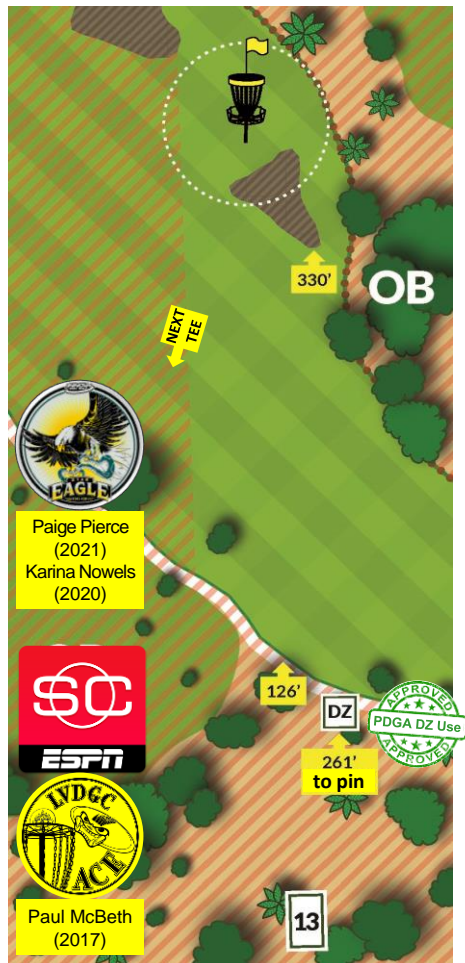 330'
OB
NEXT
TEE
EAGLE
Paige Pierce
(2021)
Karina Nowels
(2020)
126'
DZ
APPROVED
PDGA DZ Use
APPROVED
SC
ESPN
261'
to pin
LVDGC
ACE
Paul McBeth
(2017)
13